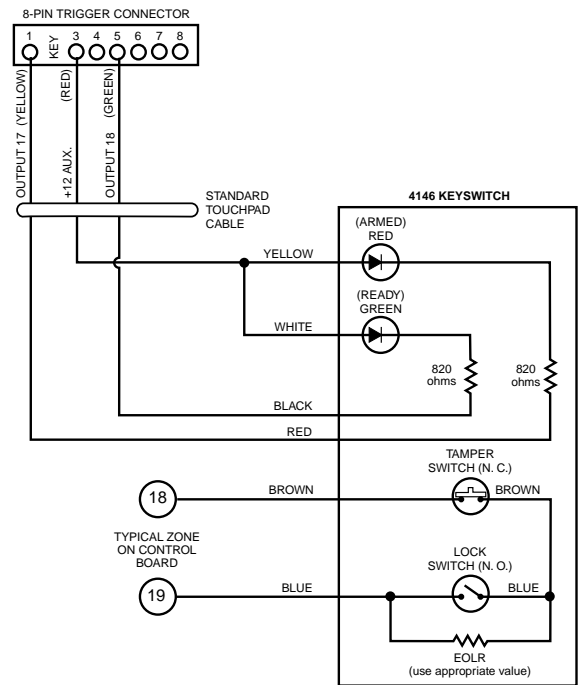 8-PIN TRIGGER CONNECTOR
1 KEY 3 4 5 6 7 8
OUTPUT 17 (YELLOW)
+12 AUX. (RED)
OUTPUT 18 (GREEN)
STANDARD
TOUCHPAD
CABLE
4146 KEYSWITCH
(ARMED)
RED
YELLOW
(READY)
GREEN
WHITE
820
ohms
820
ohms
BLACK
RED
TAMPER
SWITCH (N. C.)
18
BROWN
BROWN
TYPICAL ZONE
ON CONTROL
BOARD
LOCK
SWITCH (N. O.)
19
BLUE
BLUE
EOLR
(use appropriate value)